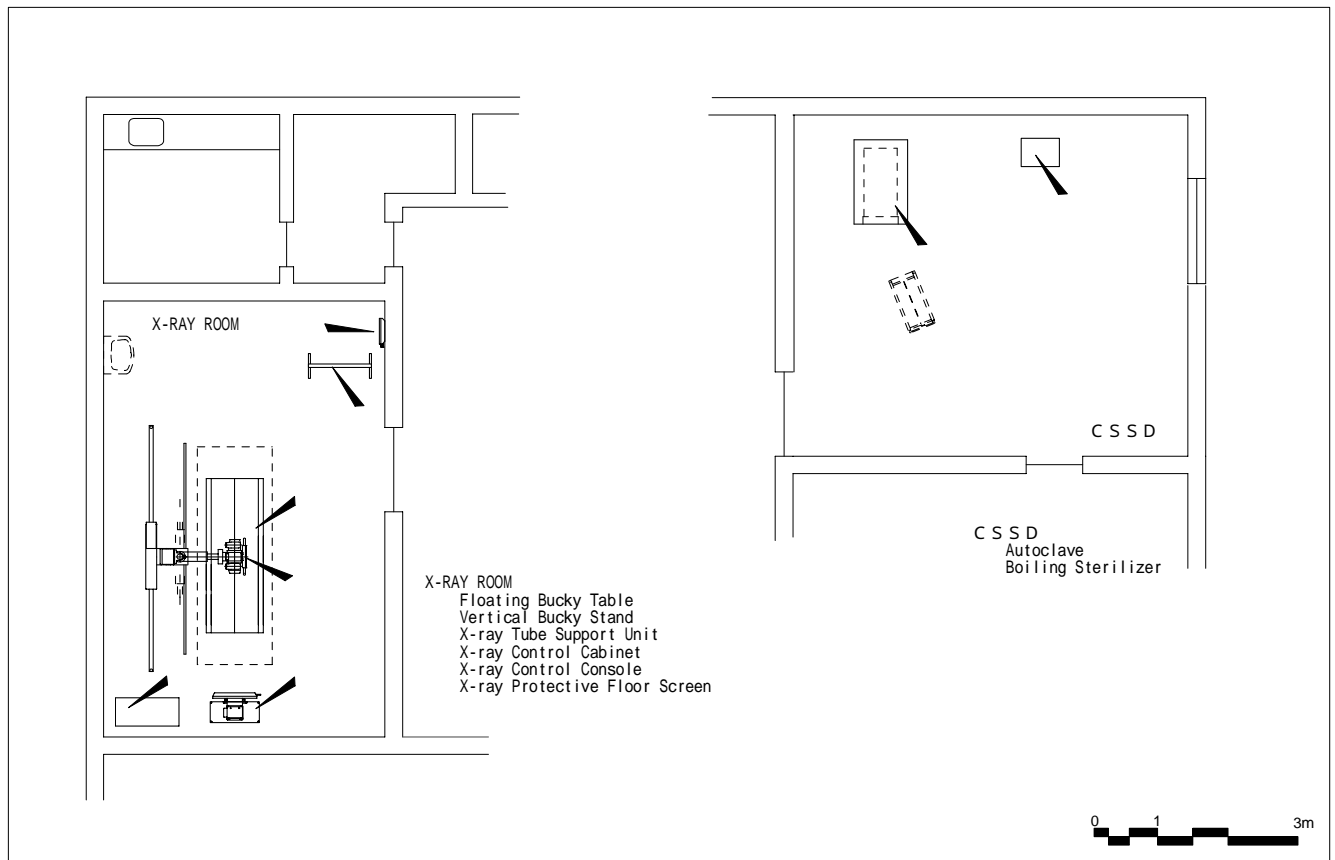 X-RAY ROOM
CSSD
X-RAY ROOM
Floating Bucky Table
Vertical Bucky Stand
X-ray Tube Support Unit
X-ray Control Cabinet
X-ray Control Console
X-ray Protective Floor Screen
CSSD
Autoclave
Boiling Sterilizer
0 1 3m